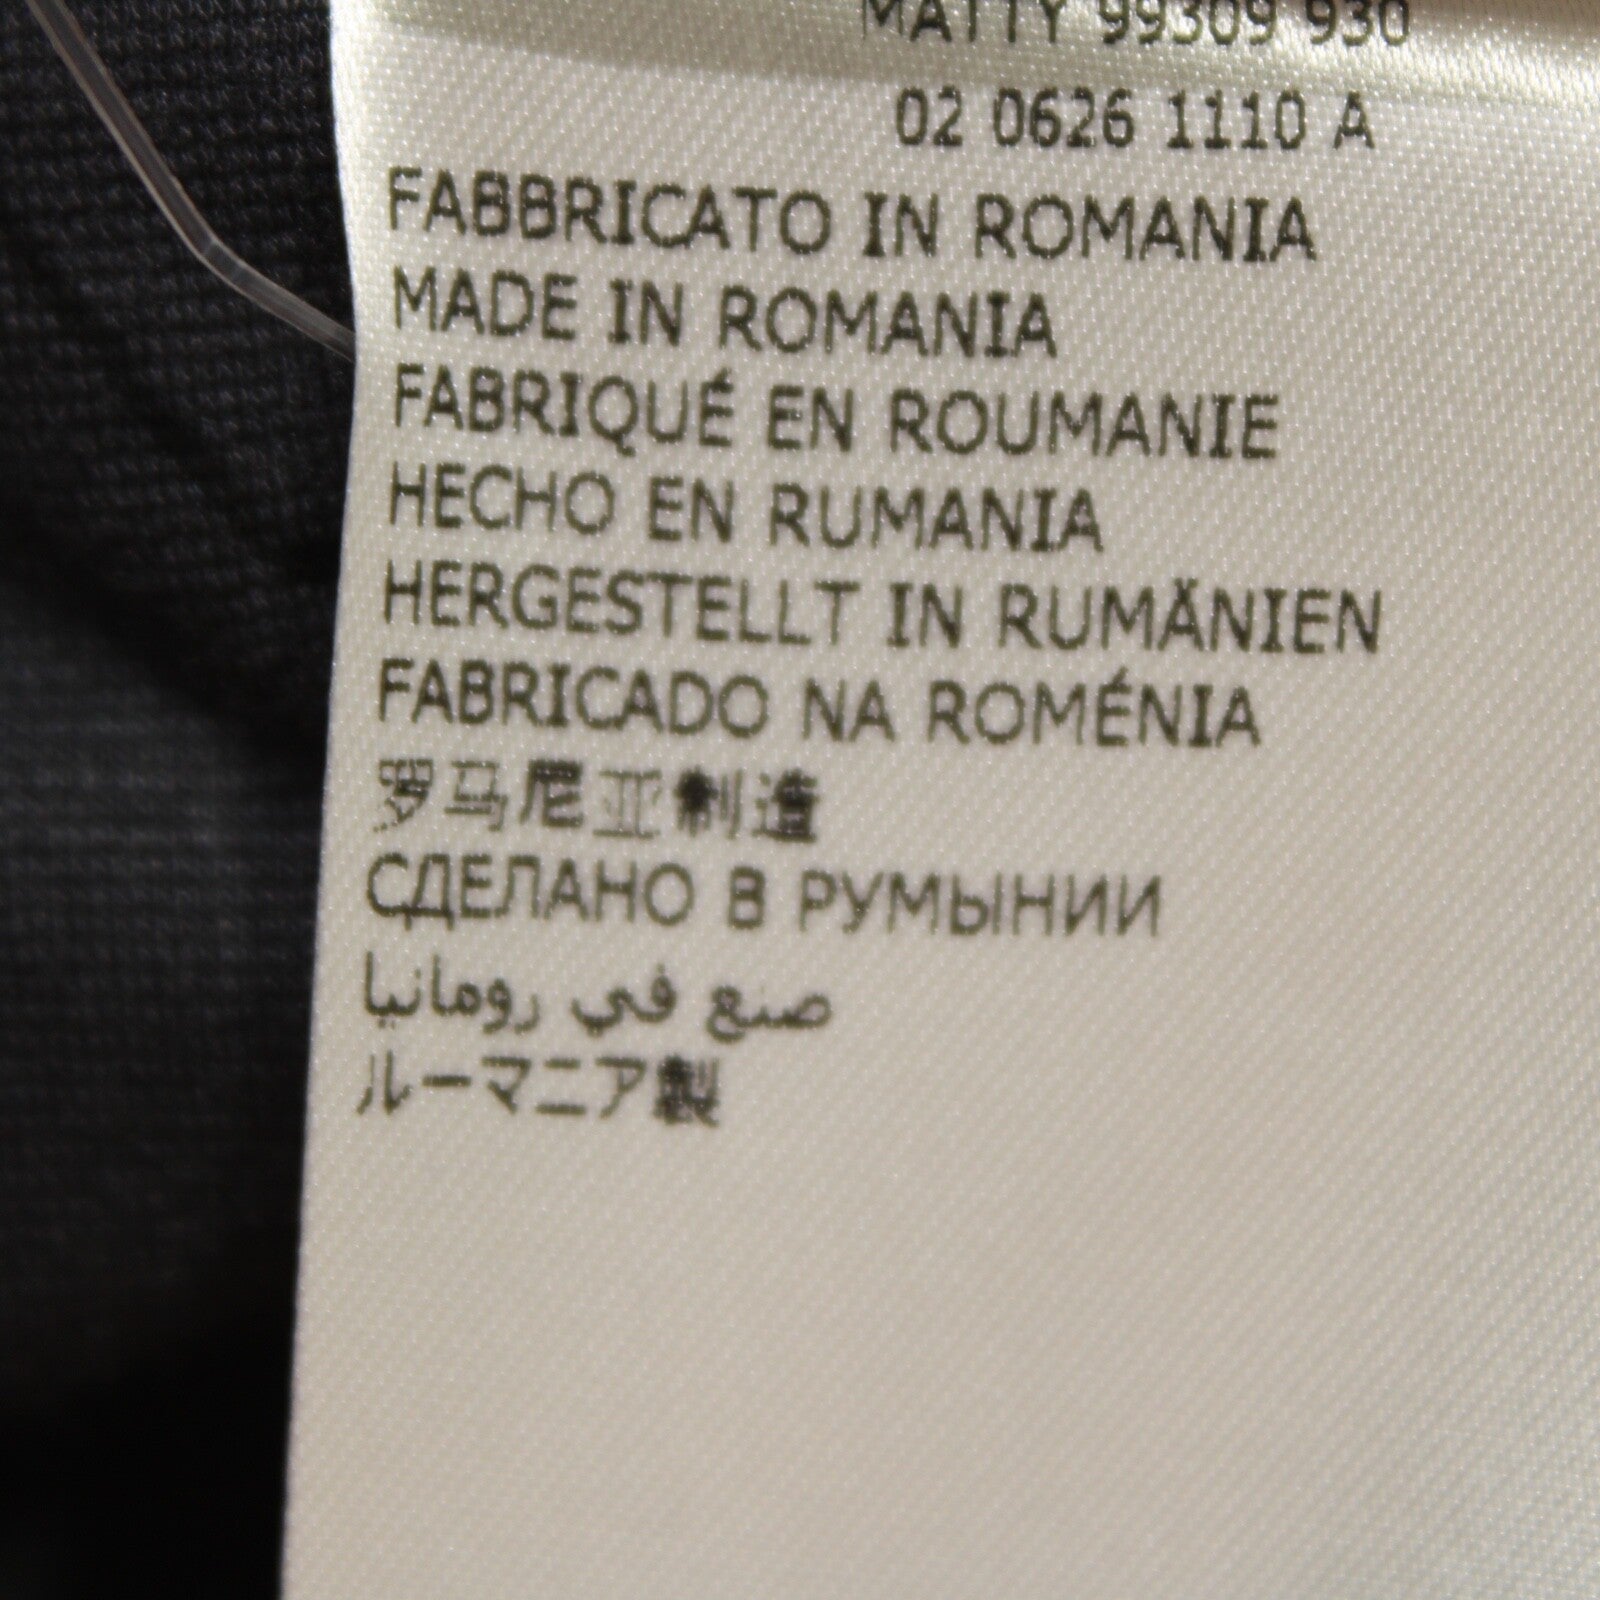 MATTY 99309 930
02 0626 1110 A
FABBRICATO IN ROMANIA
MADE IN ROMANIA
FABRIQUÉ EN ROUMANIE
HECHO EN RUMANIA
HERGESTELLT IN RUMÄNIEN
FABRICADO NA ROMÉNIA
罗马尼亚制造
СДЕЛАНО В РУМЫНИИ
صنع في رومانيا
ルーマニア製